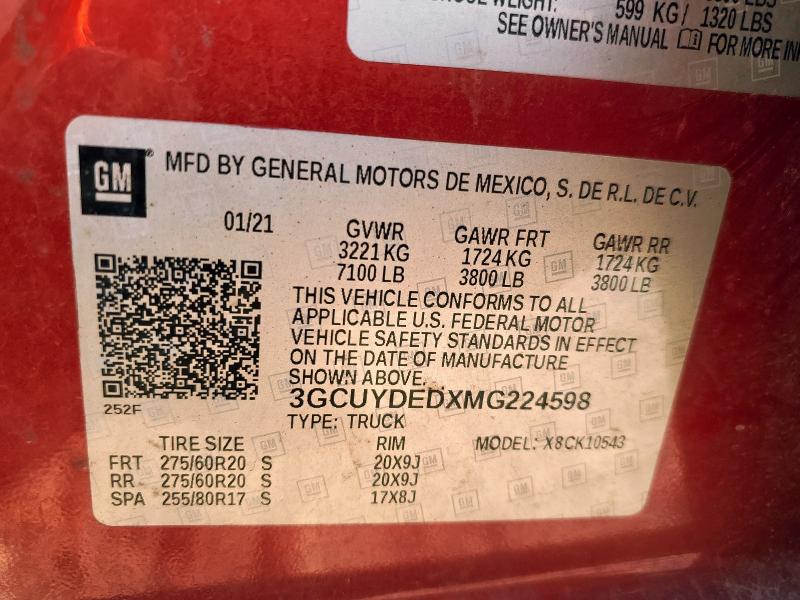 599 KG/ 1320 LBS
SEE OWNER'S MANUAL FOR MORE
GM
MFD BY GENERAL MOTORS DE MEXICO, S. DE R.L. DE C.V.
01/21 GVWR GAWR FRT GAWR RR
3221 KG 1724 KG 1724 KG
7100 LB 3800 LB 3800 LB
THIS VEHICLE CONFORMS TO ALL
APPLICABLE U.S. FEDERAL MOTOR
VEHICLE SAFETY STANDARDS IN EFFECT
ON THE DATE OF MANUFACTURE
SHOWN ABOVE.
252F
3GCUYDEDXMG224598
TYPE: TRUCK
TIRE SIZE RIM MODEL: X8CK10543
FRT 275/60R20 S 20X9J
RR 275/60R20 S 20X9J
SPA 255/80R17 S 17X8J